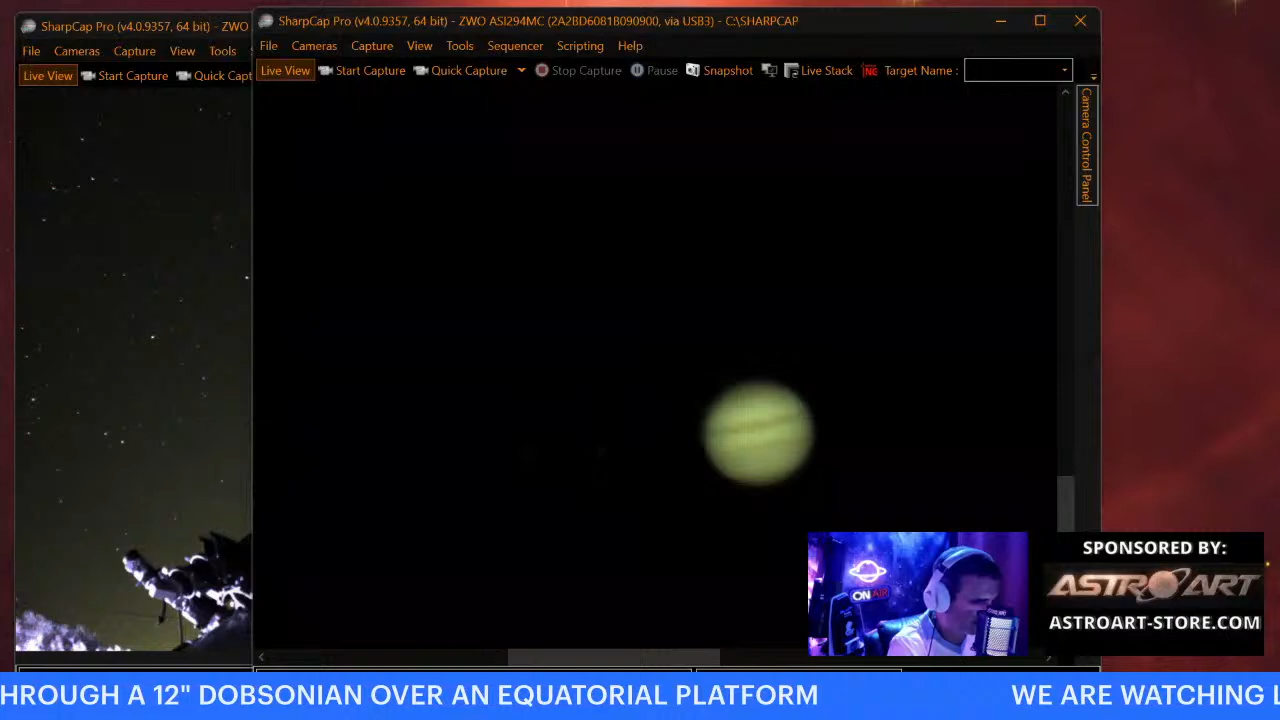 SharpCap Pro (v4.0.9357, 64 bit) - ZWO
File Cameras Capture View Tools
Live View Start Capture Quick Capt
SharpCap Pro (v4.0.9357, 64 bit) - ZWO ASI294MC (2A2BD6081B090900, via USB3) - C:\SHARPCAP
File Cameras Capture View Tools Sequencer Scripting Help
Live View Start Capture Quick Capture Stop Capture Pause Snapshot Live Stack Target Name :
Camera Control Panel
ON AIR
SPONSORED BY:
ASTROART
ASTROART-STORE.COM
HROUGH A 12" DOBSONIAN OVER AN EQUATORIAL PLATFORM WE ARE WATCHING L